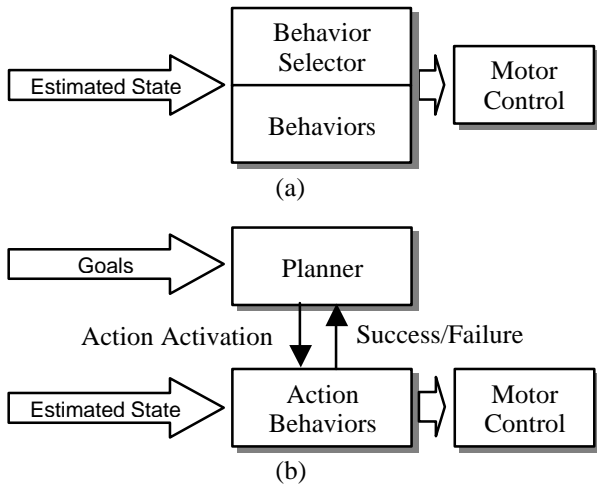 Behavior
Selector
Estimated State
Motor
Control
Behaviors
(a)
Goals
Planner
Action Activation
Success/Failure
Estimated State
Action
Behaviors
Motor
Control
(b)